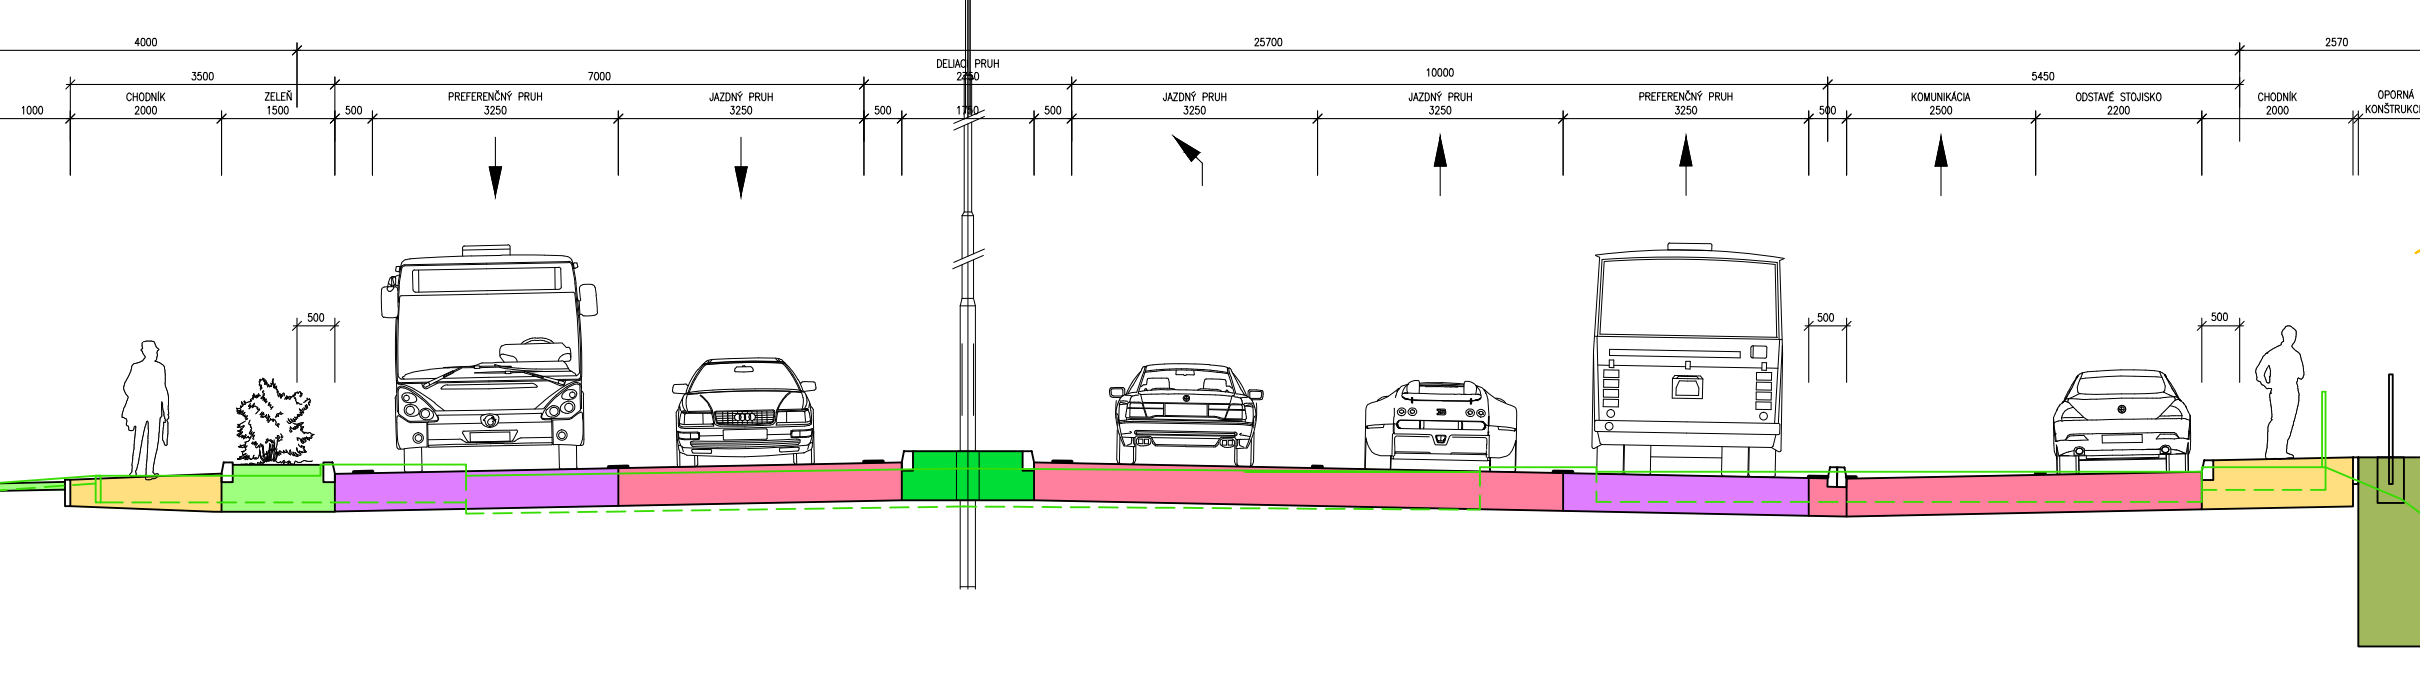 4000 25700 2570
DELIACI PRUH
3500 7000 2750 10000 5450
CHODNÍK ZELEŇ PREFERENČNÝ PRUH JAZDNÝ PRUH JAZDNÝ PRUH JAZDNÝ PRUH PREFERENČNÝ PRUH KOMUNIKÁCIA ODSTAVÉ STOJISKO CHODNÍK OPORNÁ
1000 2000 1500 500 3250 3250 500 1750 500 3250 3250 3250 500 2500 2200 2000 KONŠTRUKCI
500 500 500